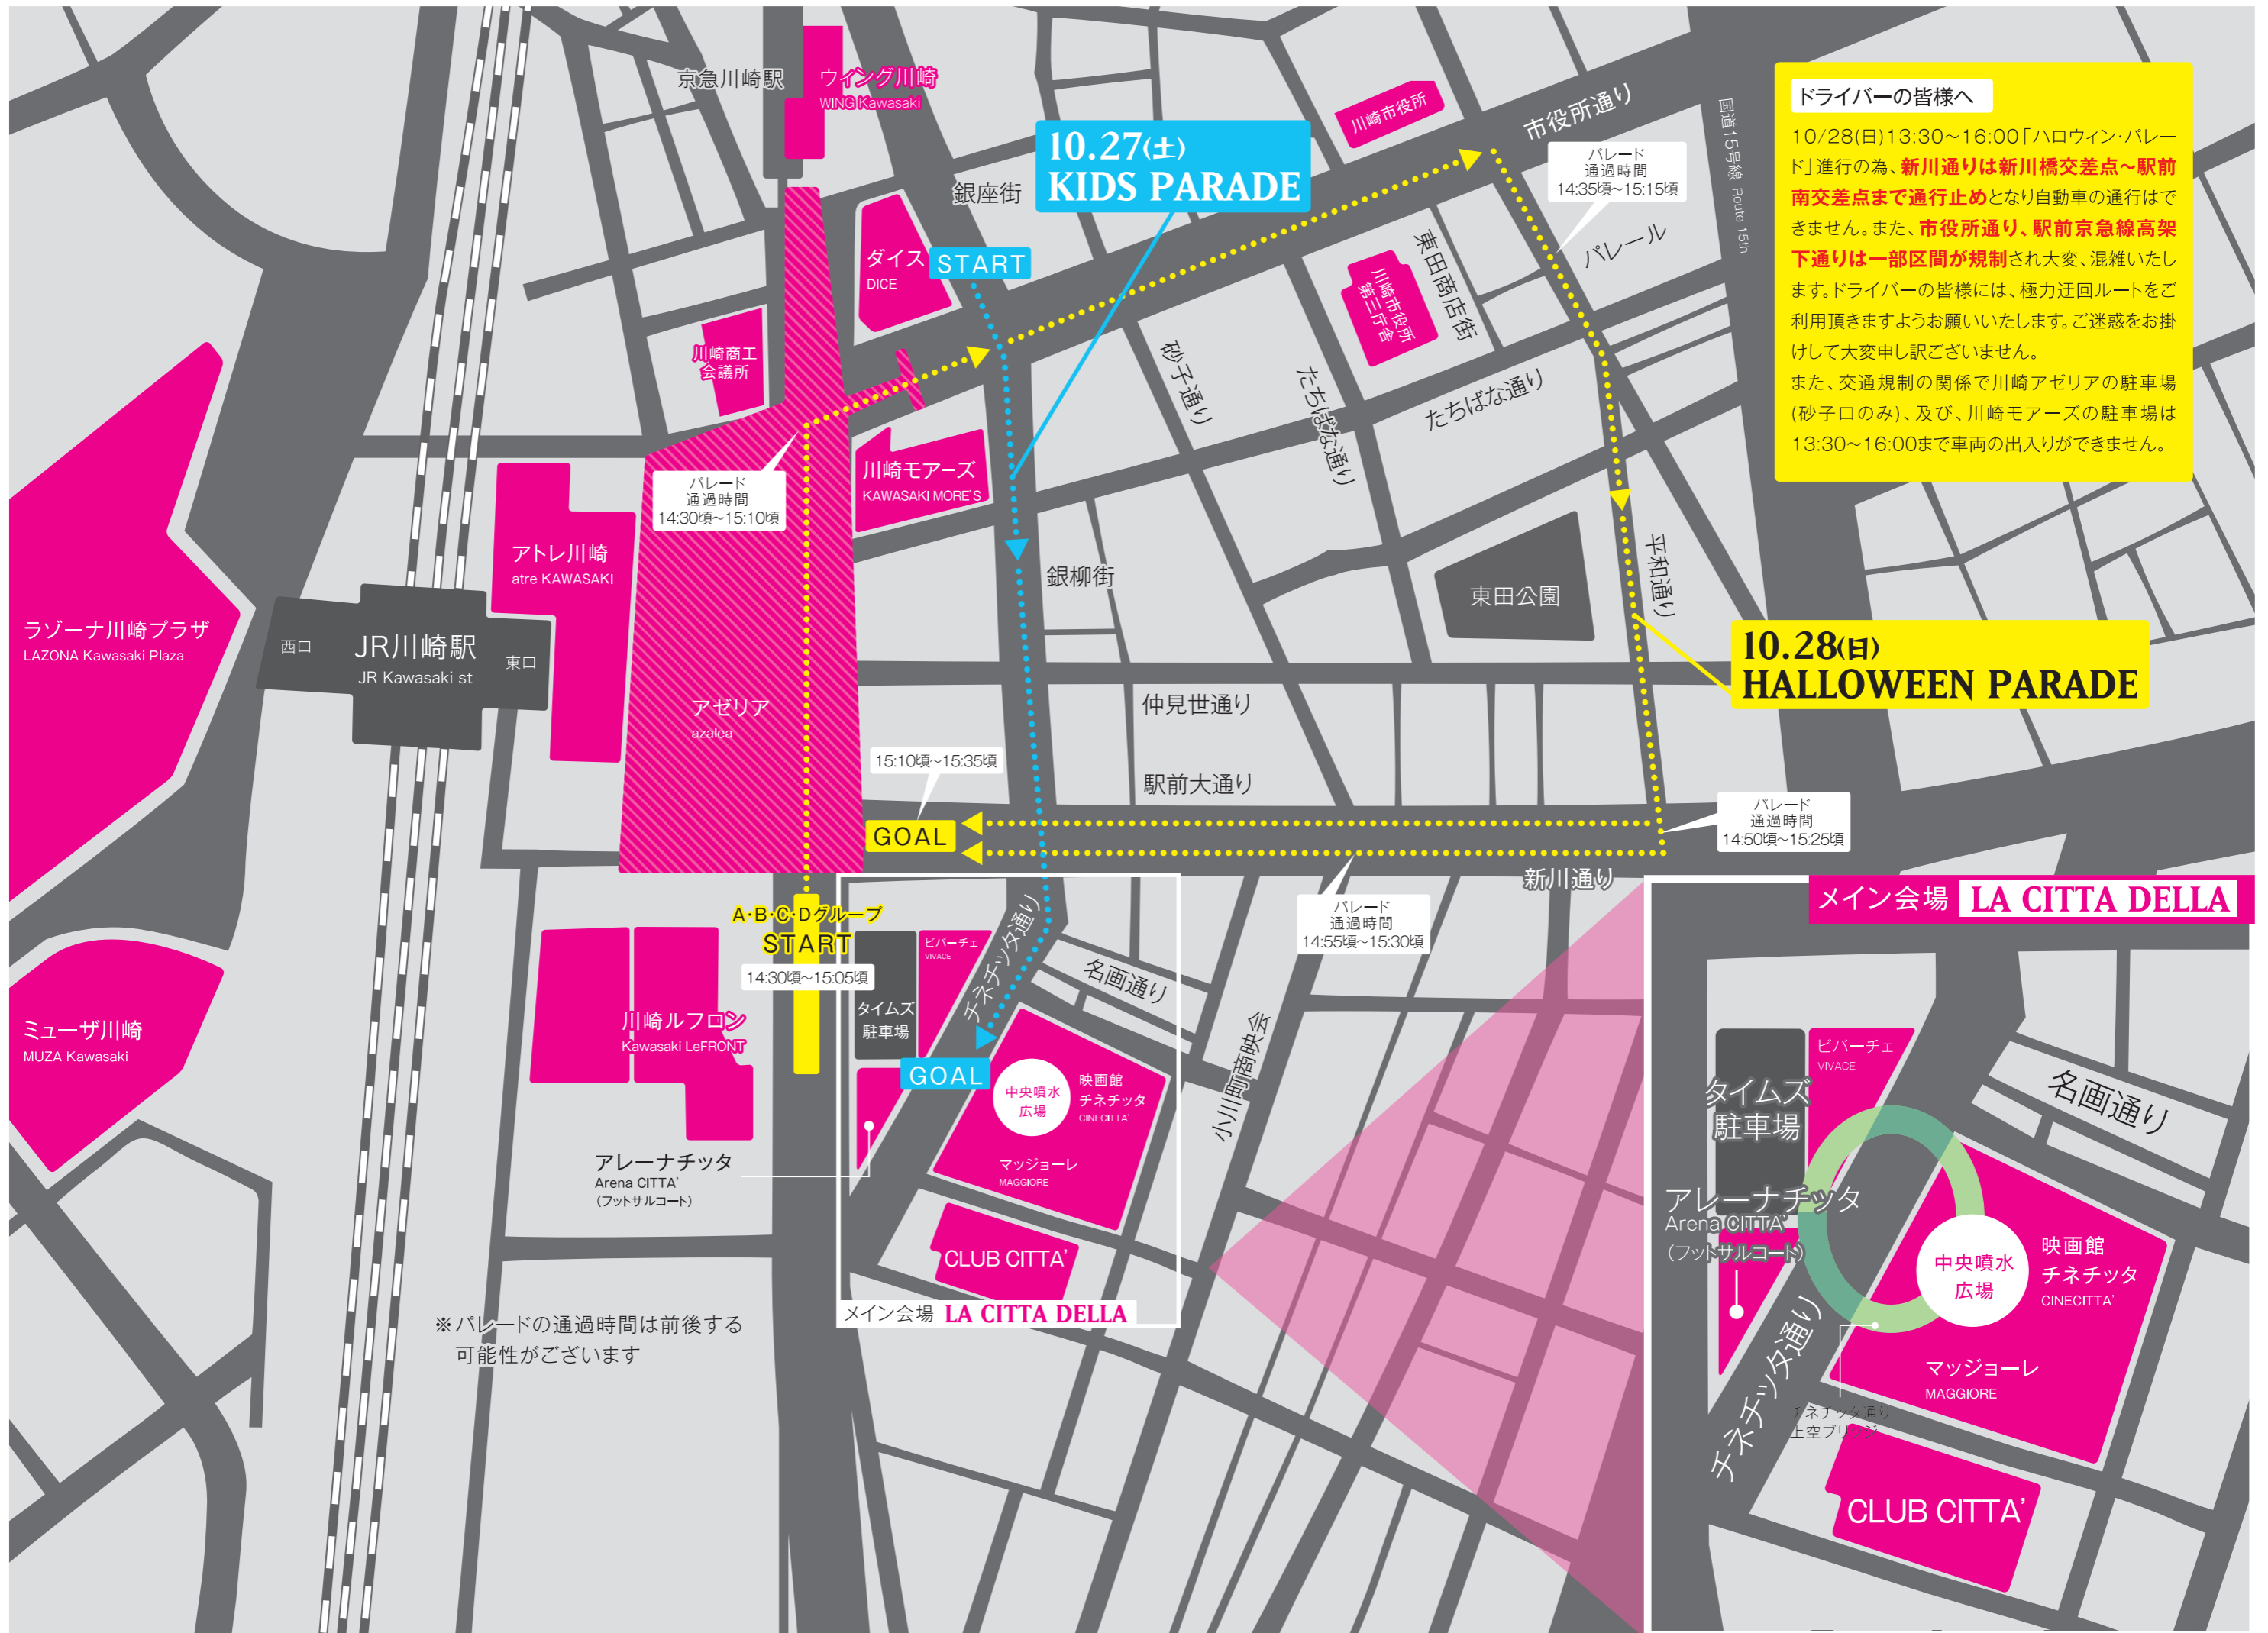 京急川崎駅
ウィング川崎
WING Kawasaki
10.27(土)
KIDS PARADE
川崎市役所
市役所通り
国道15号線 Route 15th
ドライバーの皆様へ
10/28(日)13:30〜16:00「ハロウィン・パレー
ド」進行の為、新川通りは新川橋交差点〜駅前
南交差点まで通行止めとなり自動車の通行はで
きません。また、市役所通り、駅前京急線高架
下通りは一部区間が規制され大変、混雑いたし
ます。ドライバーの皆様には、極力迂回ルートをご
利用頂きますようお願いいたします。ご迷惑をお掛
けして大変申し訳ございません。
また、交通規制の関係で川崎アゼリアの駐車場
(砂子口のみ)、及び、川崎モアーズの駐車場は
13:30〜16:00まで車両の出入りができません。
パレード
通過時間
14:35頃〜15:15頃
銀座街
ダイス
DICE
START
川崎市役所
第三庁舎
東田商店街
パレール
川崎商工
会議所
砂子通り
たちばな通り
たちばな通り
川崎モアーズ
KAWASAKI MORE'S
パレード
通過時間
14:30頃〜15:10頃
アトレ川崎
atre KAWASAKI
銀柳街
東田公園
平和通り
ラゾーナ川崎プラザ
LAZONA Kawasaki Plaza
西口
JR川崎駅
JR Kawasaki st
東口
10.28(日)
HALLOWEEN PARADE
アゼリア
azalea
仲見世通り
15:10頃〜15:35頃
駅前大通り
GOAL
パレード
通過時間
14:50頃〜15:25頃
新川通り
パレード
通過時間
14:55頃〜15:30頃
A・B・C・Dグループ
START
14:30頃〜15:05頃
ビバーチェ
VIVACE
チネチッタ通り
名画通り
タイムズ
駐車場
GOAL
川崎ルフロン
Kawasaki LeFRONT
ミューザ川崎
MUZA Kawasaki
中央噴水
広場
映画館
チネチッタ
CINECITTA'
マッジョーレ
MAGGIORE
小川町商映会
アレーナチッタ
Arena CITTA'
(フットサルコート)
CLUB CITTA'
メイン会場 LA CITTA DELLA
※パレードの通過時間は前後する
可能性がございます
メイン会場 LA CITTA DELLA
ビバーチェ
VIVACE
タイムズ
駐車場
名画通り
アレーナチッタ
Arena CITTA'
(フットサルコート)
中央噴水
広場
映画館
チネチッタ
CINECITTA'
マッジョーレ
MAGGIORE
チネチッタ通り
チネチッタ通り
上空ブリッジ
CLUB CITTA'